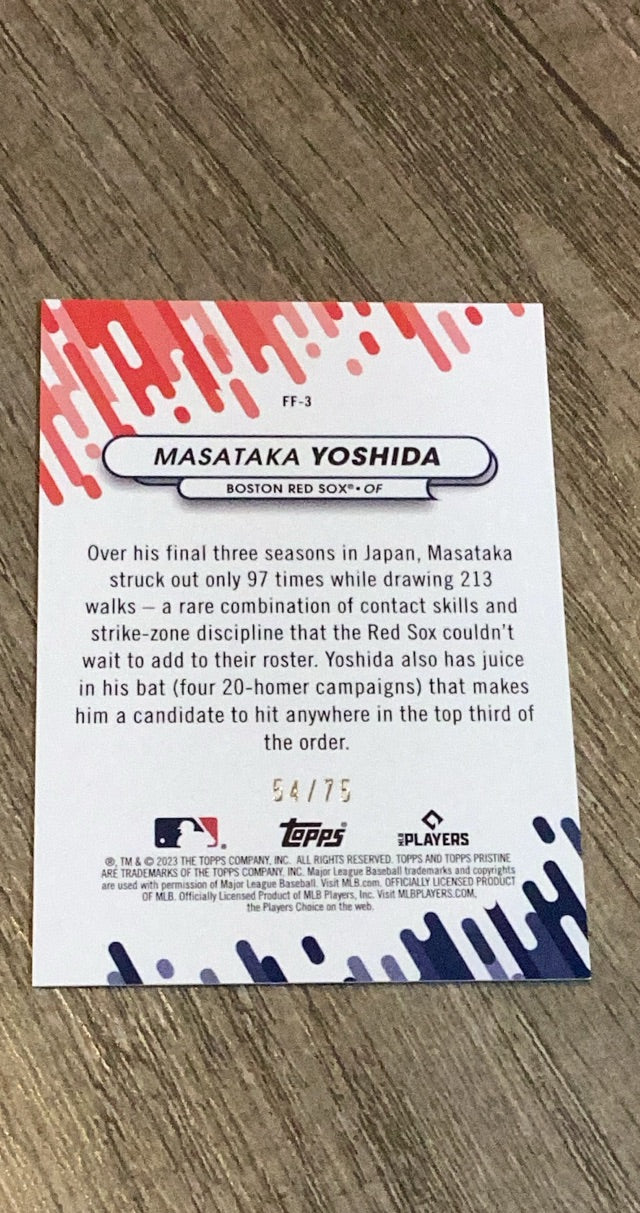 FF-3
MASATAKA YOSHIDA
BOSTON RED SOX® • OF
Over his final three seasons in Japan, Masataka
struck out only 97 times while drawing 213
walks — a rare combination of contact skills and
strike-zone discipline that the Red Sox couldn't
wait to add to their roster. Yoshida also has juice
in his bat (four 20-homer campaigns) that makes
him a candidate to hit anywhere in the top third of
the order.
54/75
Topps
MLB PLAYERS
®, TM & © 2023 THE TOPPS COMPANY, INC. ALL RIGHTS RESERVED. TOPPS AND TOPPS PRISTINE
ARE TRADEMARKS OF THE TOPPS COMPANY, INC. Major League Baseball trademarks and copyrights
are used with permission of Major League Baseball. Visit MLB.com. OFFICIALLY LICENSED PRODUCT
OF MLB. Officially Licensed Product of MLB Players, Inc. Visit MLBPLAYERS.COM,
the Players Choice on the web.